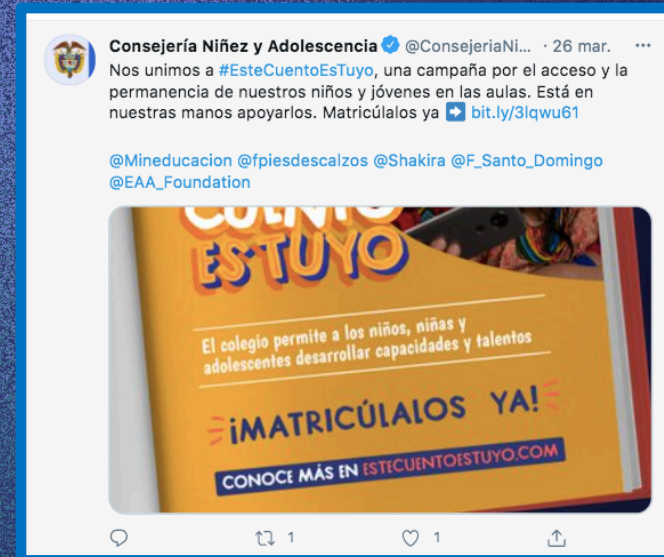 Consejería Niñez y Adolescencia @ConsejeriaNi... · 26 mar. ...
Nos unimos a #EsteCuentoEsTuyo, una campaña por el acceso y la
permanencia de nuestros niños y jóvenes en las aulas. Está en
nuestras manos apoyarlos. Matricúlalos ya ➡️ bit.ly/3lqwu61
@Mineducacion @fpiesdescalzos @Shakira @F_Santo_Domingo
@EAA_Foundation
CUENTO
ES TUYO
El colegio permite a los niños, niñas y
adolescentes desarrollar capacidades y talentos
¡MATRICÚLALOS YA!
CONOCE MÁS EN ESTECUENTOESTUYO.COM
1 1